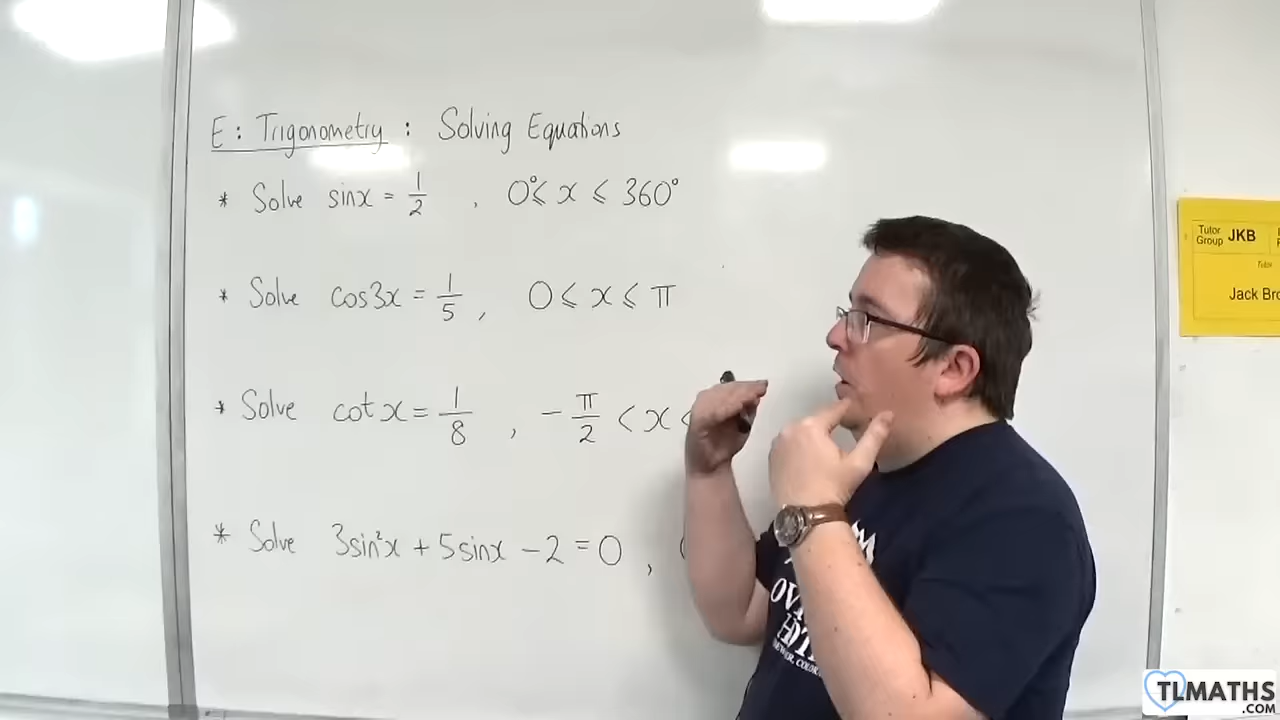 E: Trigonometry: Solving Equations
* Solve sinx = 1/2 , 0° ≤ x ≤ 360°
* Solve cos3x = 1/5 , 0 ≤ x ≤ π
* Solve cot x = 1/8 , -π/2 < x <
* Solve 3sin²x + 5sinx - 2 = 0 ,
Tutor Group JKB
Tutor
Jack Bro
TLMATHS
.COM